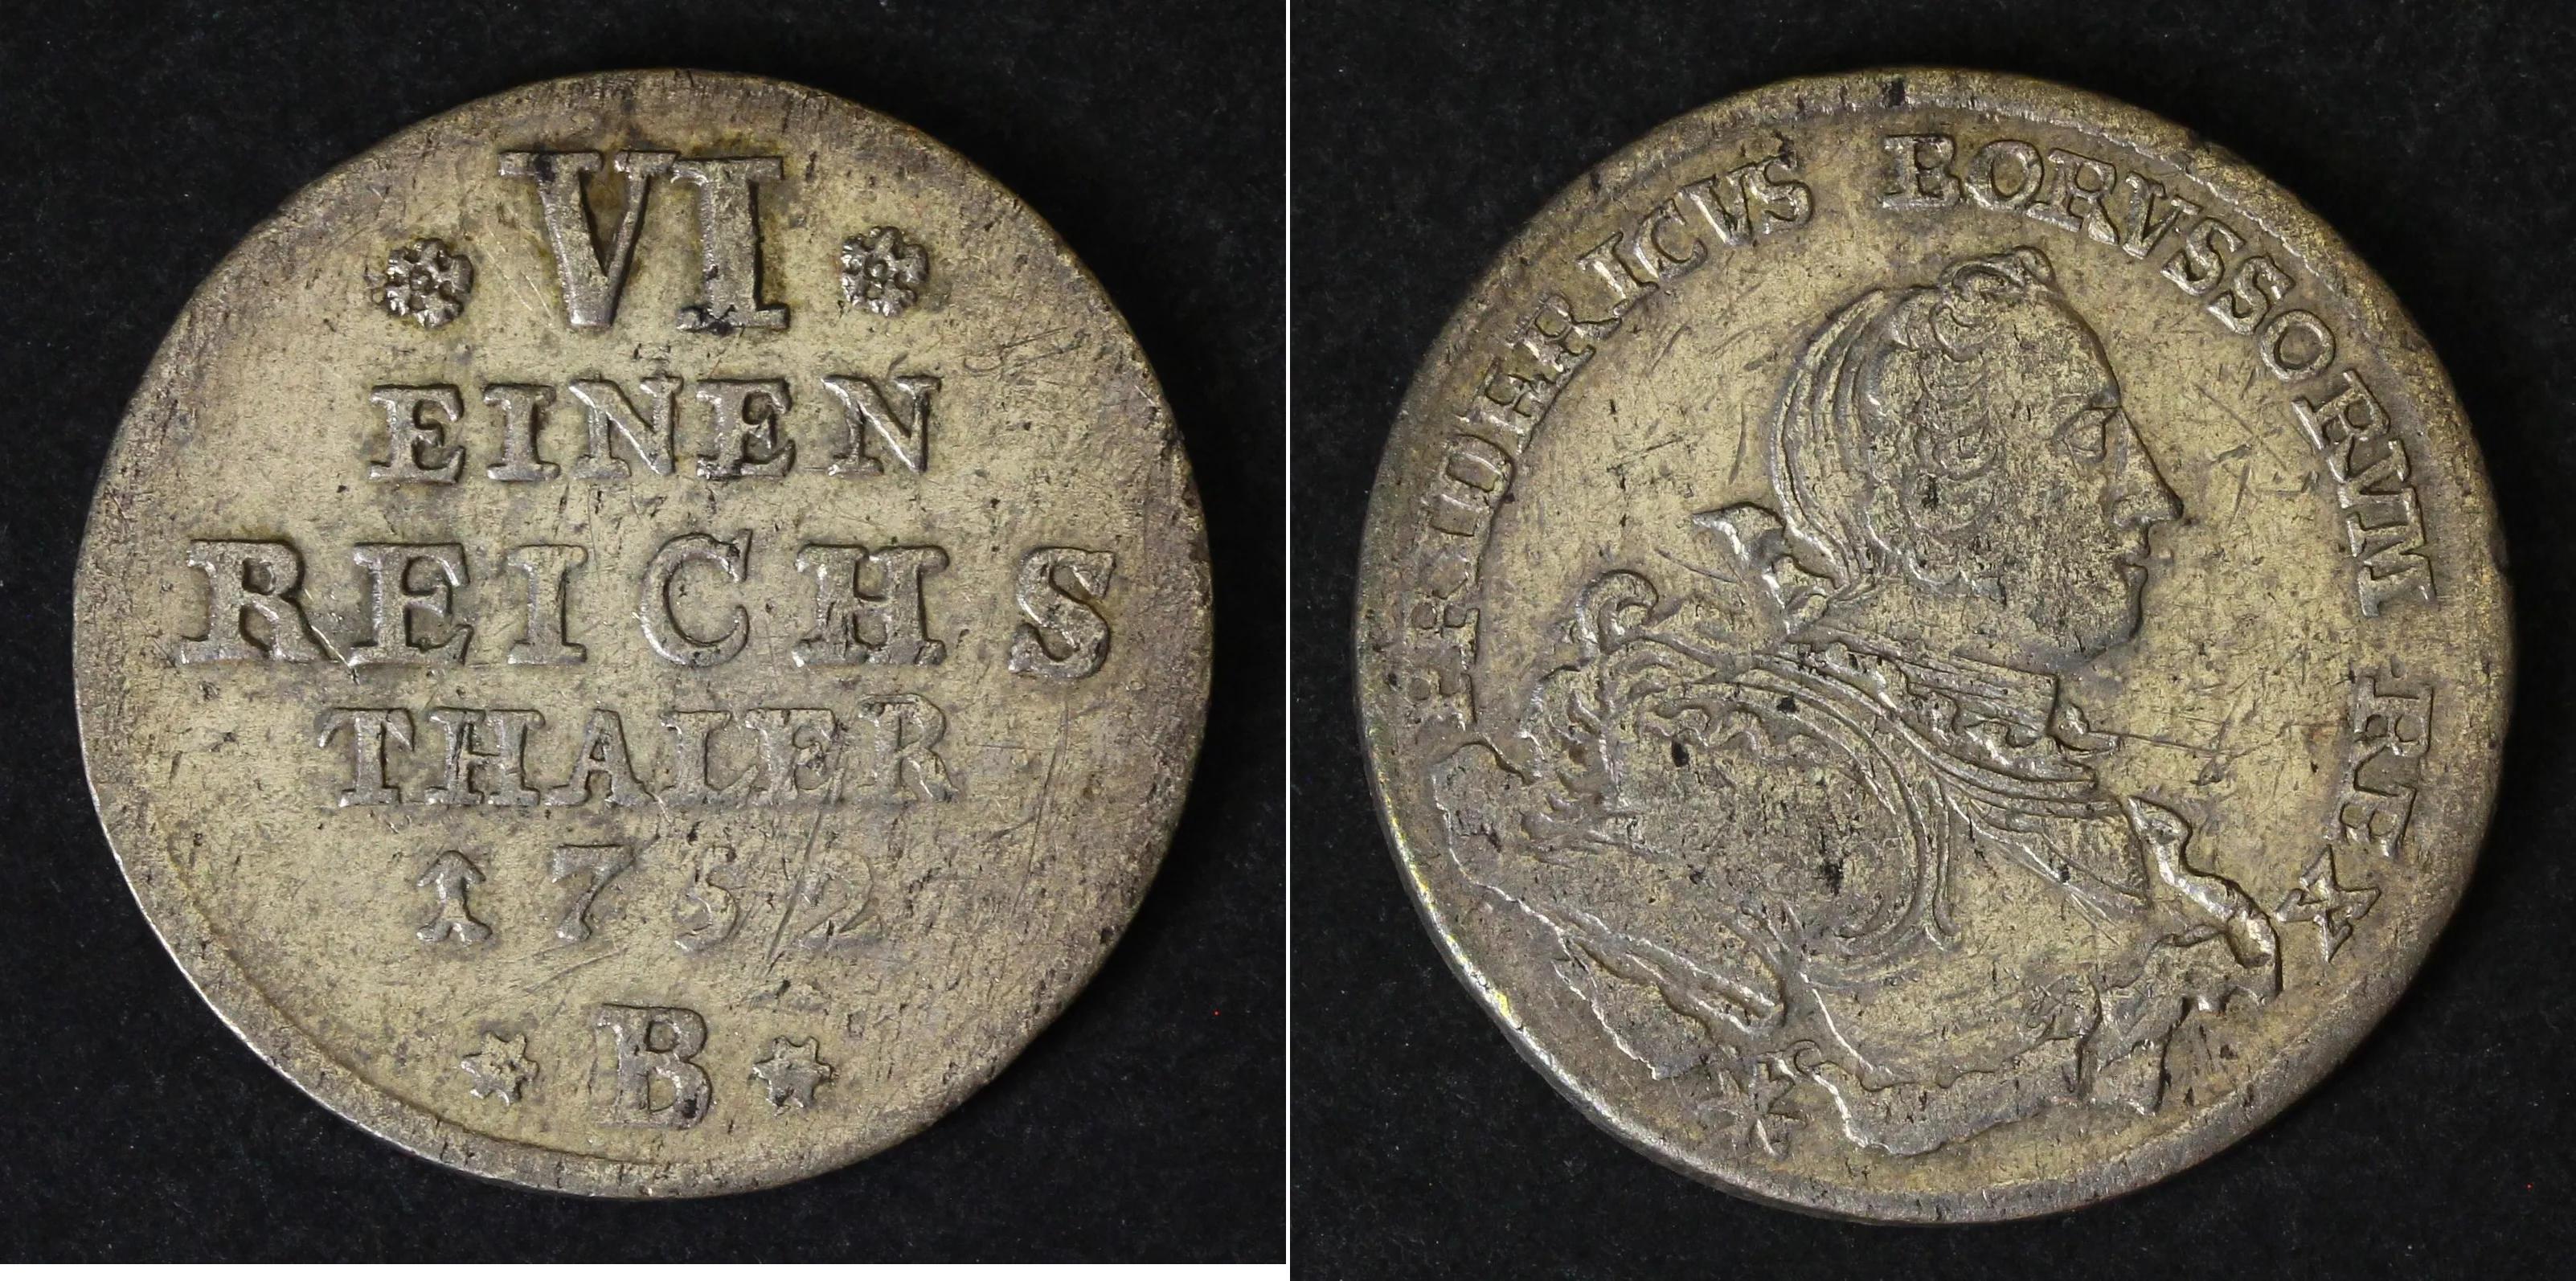 VI
EINEN
REICHS
THALER
1752
B
FRIDERICVS BORVSSORVM REX